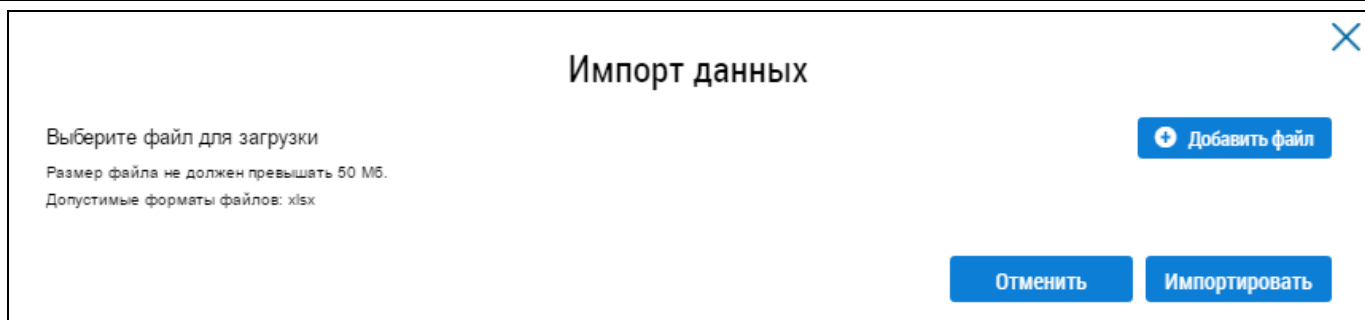 Импорт данных
Выберите файл для загрузки
Добавить файл
Размер файла не должен превышать 50 Мб.
Допустимые форматы файлов: xlsx
Отменить
Импортировать